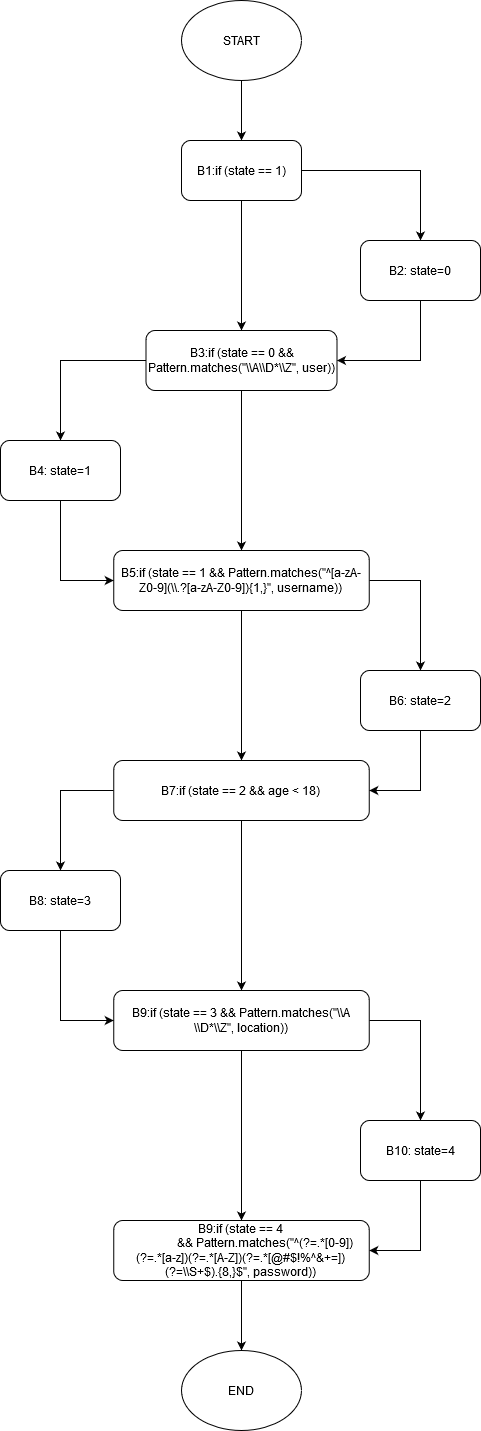 START
B1:if (state == 1)
B2: state=0
B3:if (state == 0 &&
Pattern.matches("\\A\\D*\\Z", user))
B4: state=1
B5:if (state == 1 && Pattern.matches("^[a-zA-
Z0-9](\\.?[a-zA-Z0-9]){1,}", username))
B6: state=2
B7:if (state == 2 && age < 18)
B8: state=3
B9:if (state == 3 && Pattern.matches("\\A
\\D*\\Z", location))
B10: state=4
B9:if (state == 4
&& Pattern.matches("^(?=.*[0-9])
(?=.*[a-z])(?=.*[A-Z])(?=.*[@#$!%^&+=])
(?=\\S+$).{8,}$", password))
END